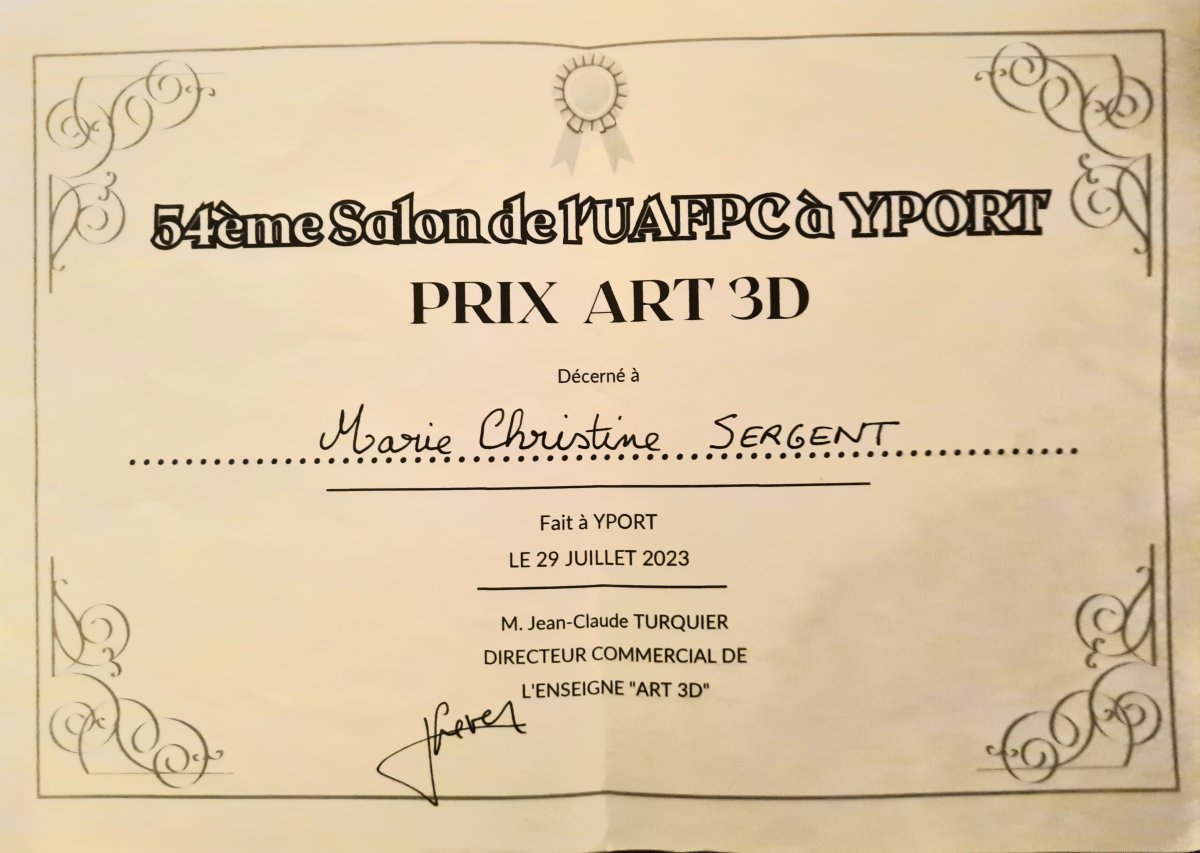 54ème Salon de l'UAFPC à YPORT
PRIX ART 3D
Décerné à
Marie Christine SERGENT
Fait à YPORT
LE 29 JUILLET 2023
M. Jean-Claude TURQUIER
DIRECTEUR COMMERCIAL DE
L'ENSEIGNE "ART 3D"